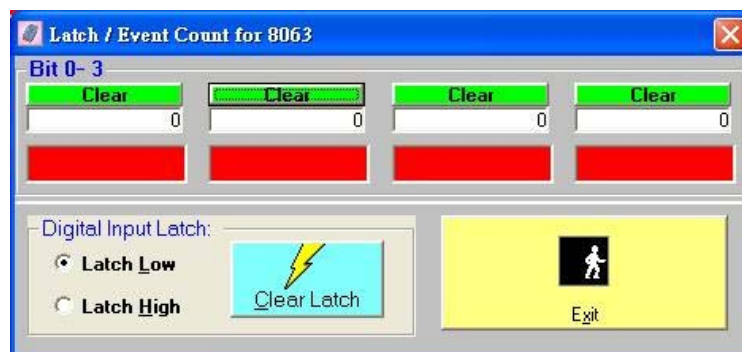 Latch / Event Count for 8063
Bit 0- 3
Clear Clear Clear Clear
0 0 0 0
Digital Input Latch:
Latch Low
Latch High
Clear Latch
Exit